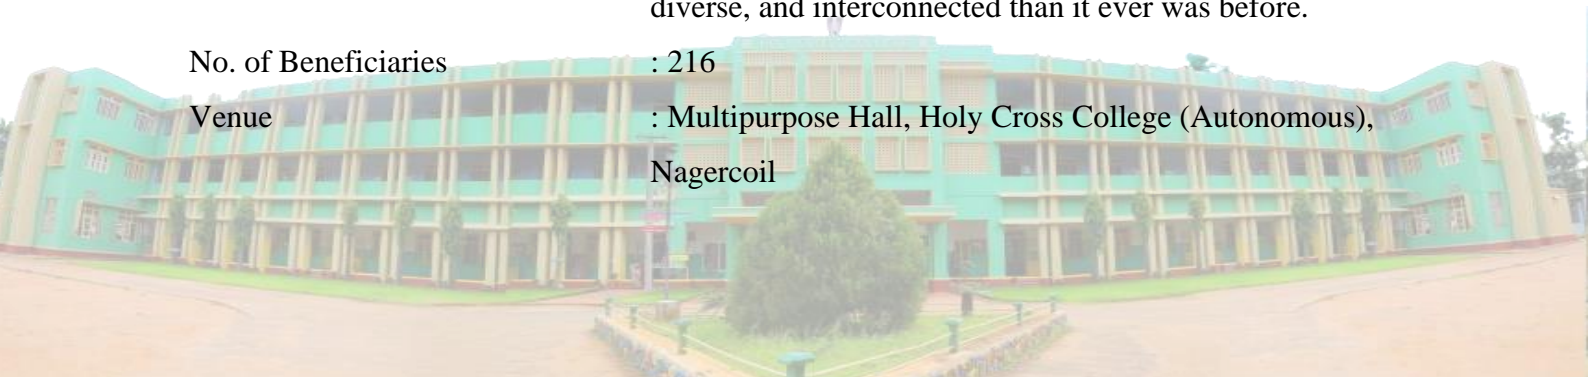 diverse, and interconnected than it ever was before.
No. of Beneficiaries : 216
Venue : Multipurpose Hall, Holy Cross College (Autonomous),
Nagercoil